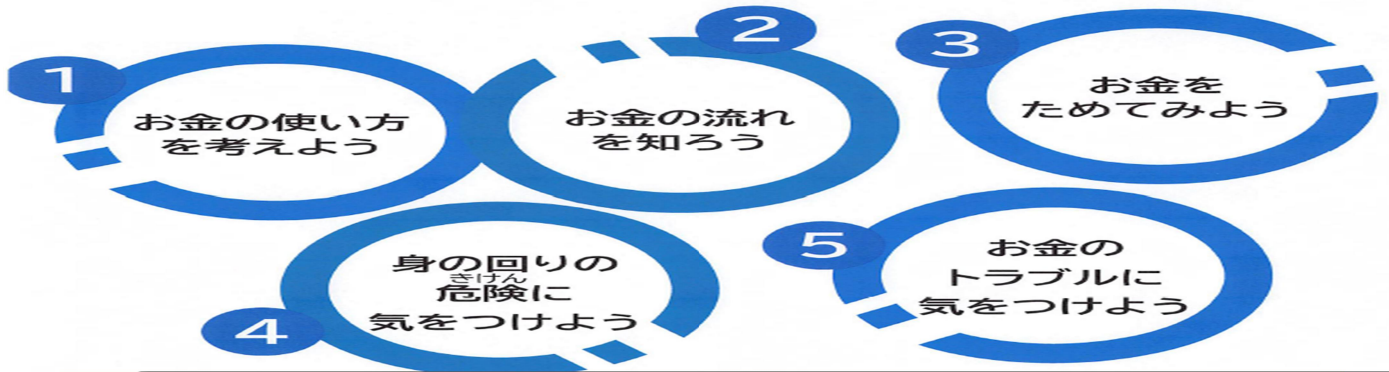 1
お金の使い方
を考えよう
2
お金の流れ
を知ろう
3
お金を
ためてみよう
4
身の回りの
きけん
危険に
気をつけよう
5
お金の
トラブルに
気をつけよう